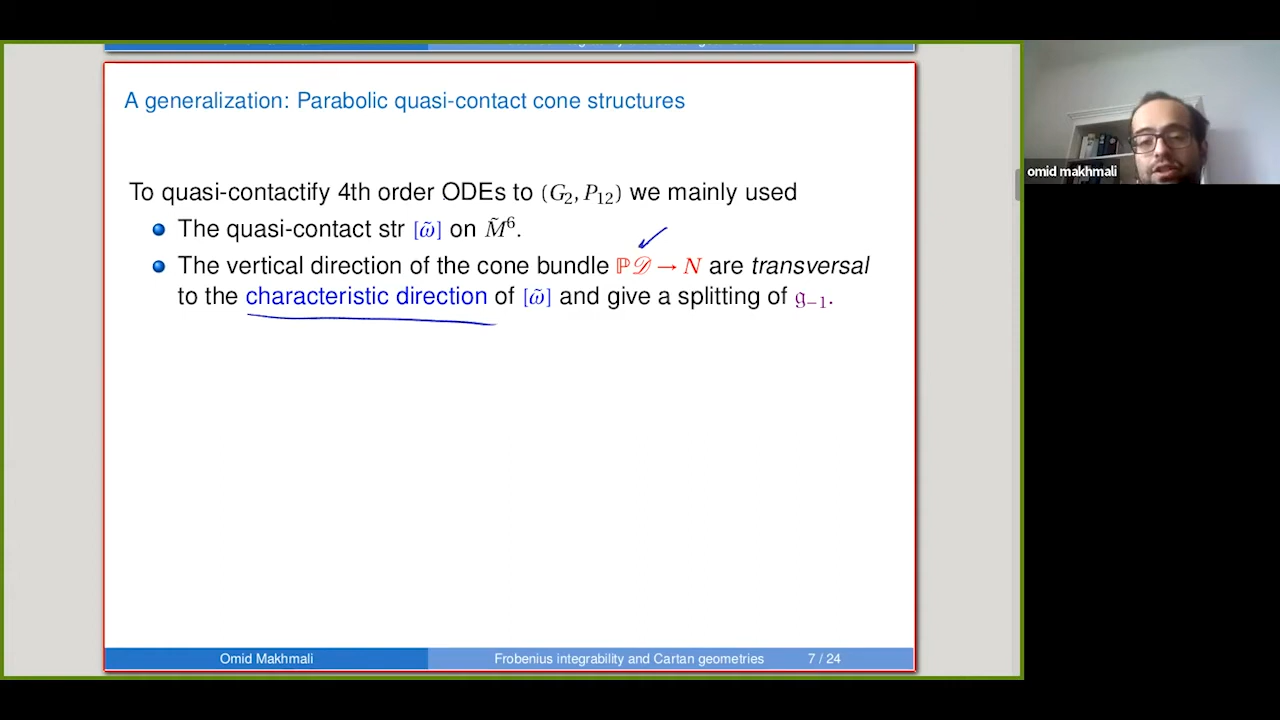 Omid Makhmali
A generalization: Parabolic quasi-contact cone structures
omid makhmali
To quasi-contactify 4th order ODEs to (G₂, P₁₂) we mainly used
The quasi-contact str [ω̃] on M̃⁶.
The vertical direction of the cone bundle ℙ𝒟 → N are transversal
to the characteristic direction of [ω̃] and give a splitting of 𝔤₋₁.
Omid Makhmali Frobenius integrability and Cartan geometries 7 / 24